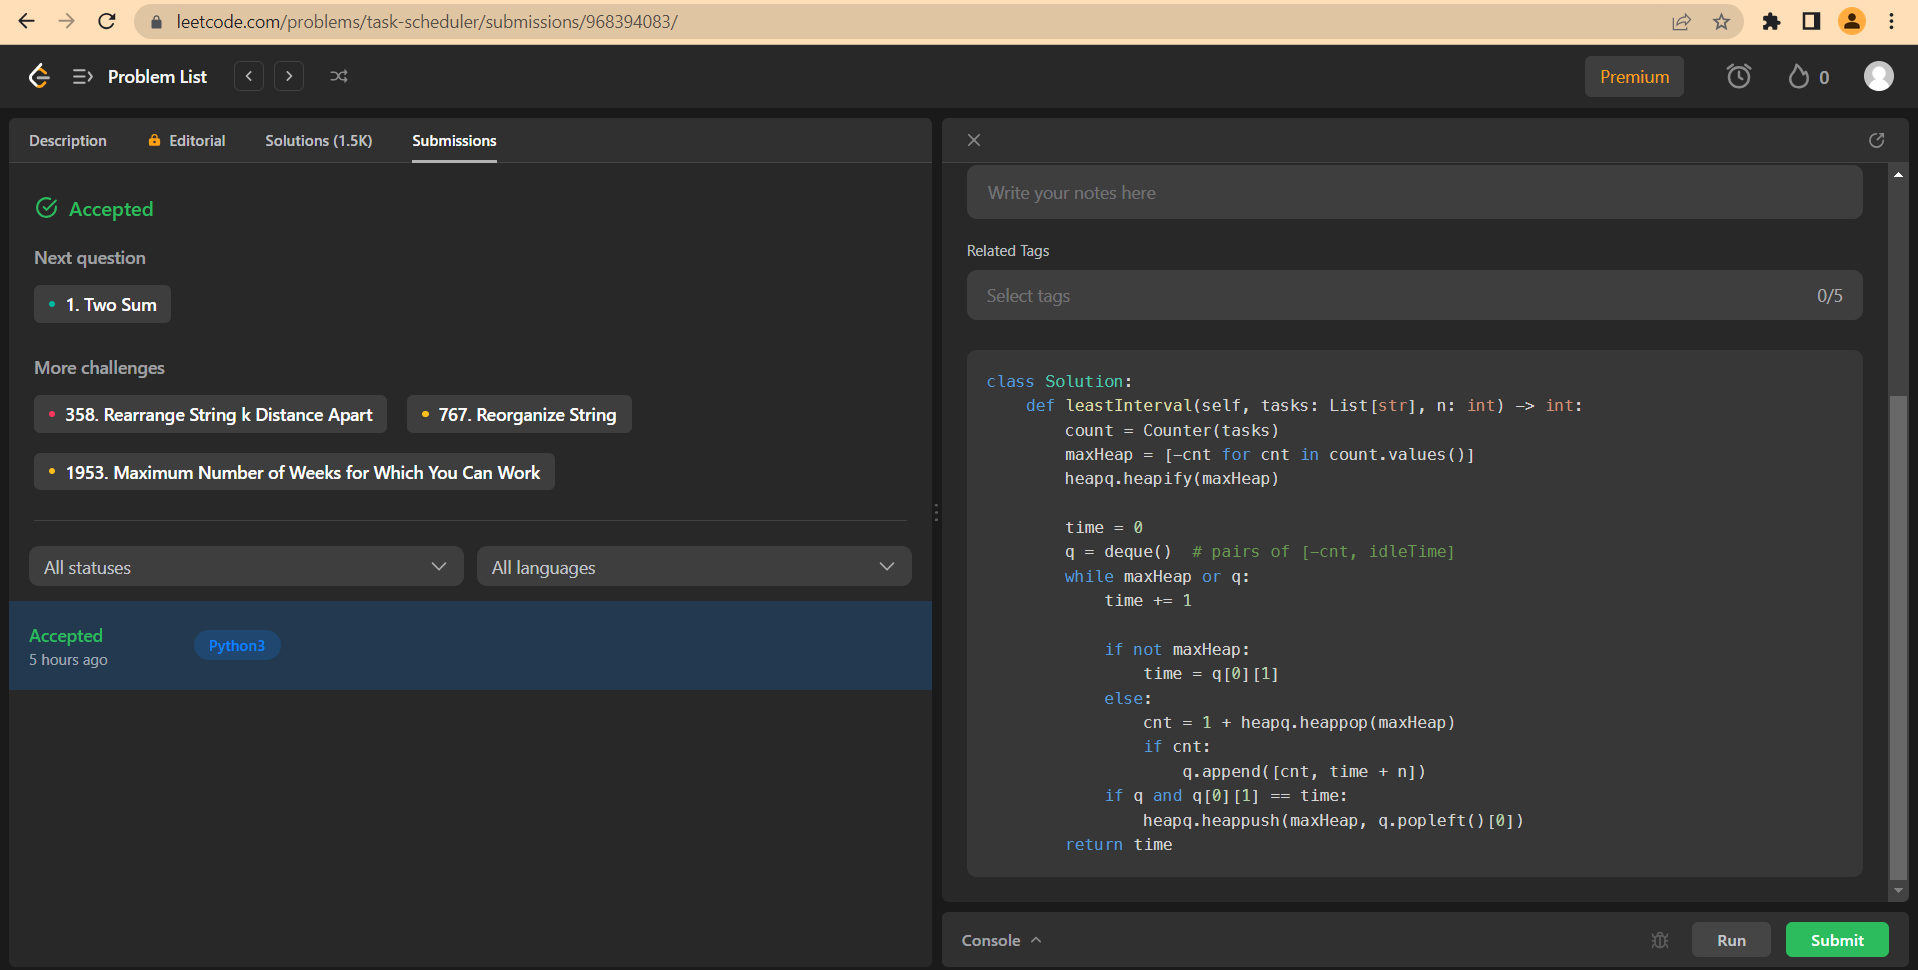 leetcode.com/problems/task-scheduler/submissions/968394083/
Problem List
Premium
0
Description
Editorial
Solutions (1.5K)
Submissions
Accepted
Next question
1. Two Sum
More challenges
358. Rearrange String k Distance Apart
767. Reorganize String
1953. Maximum Number of Weeks for Which You Can Work
All statuses
All languages
Accepted
5 hours ago
Python3
Write your notes here
Related Tags
Select tags
0/5
class Solution:
    def leastInterval(self, tasks: List[str], n: int) -> int:
        count = Counter(tasks)
        maxHeap = [-cnt for cnt in count.values()]
        heapq.heapify(maxHeap)

        time = 0
        q = deque()  # pairs of [-cnt, idleTime]
        while maxHeap or q:
            time += 1

            if not maxHeap:
                time = q[0][1]
            else:
                cnt = 1 + heapq.heappop(maxHeap)
                if cnt:
                    q.append([cnt, time + n])
            if q and q[0][1] == time:
                heapq.heappush(maxHeap, q.popleft()[0])
        return time
Console
Run
Submit